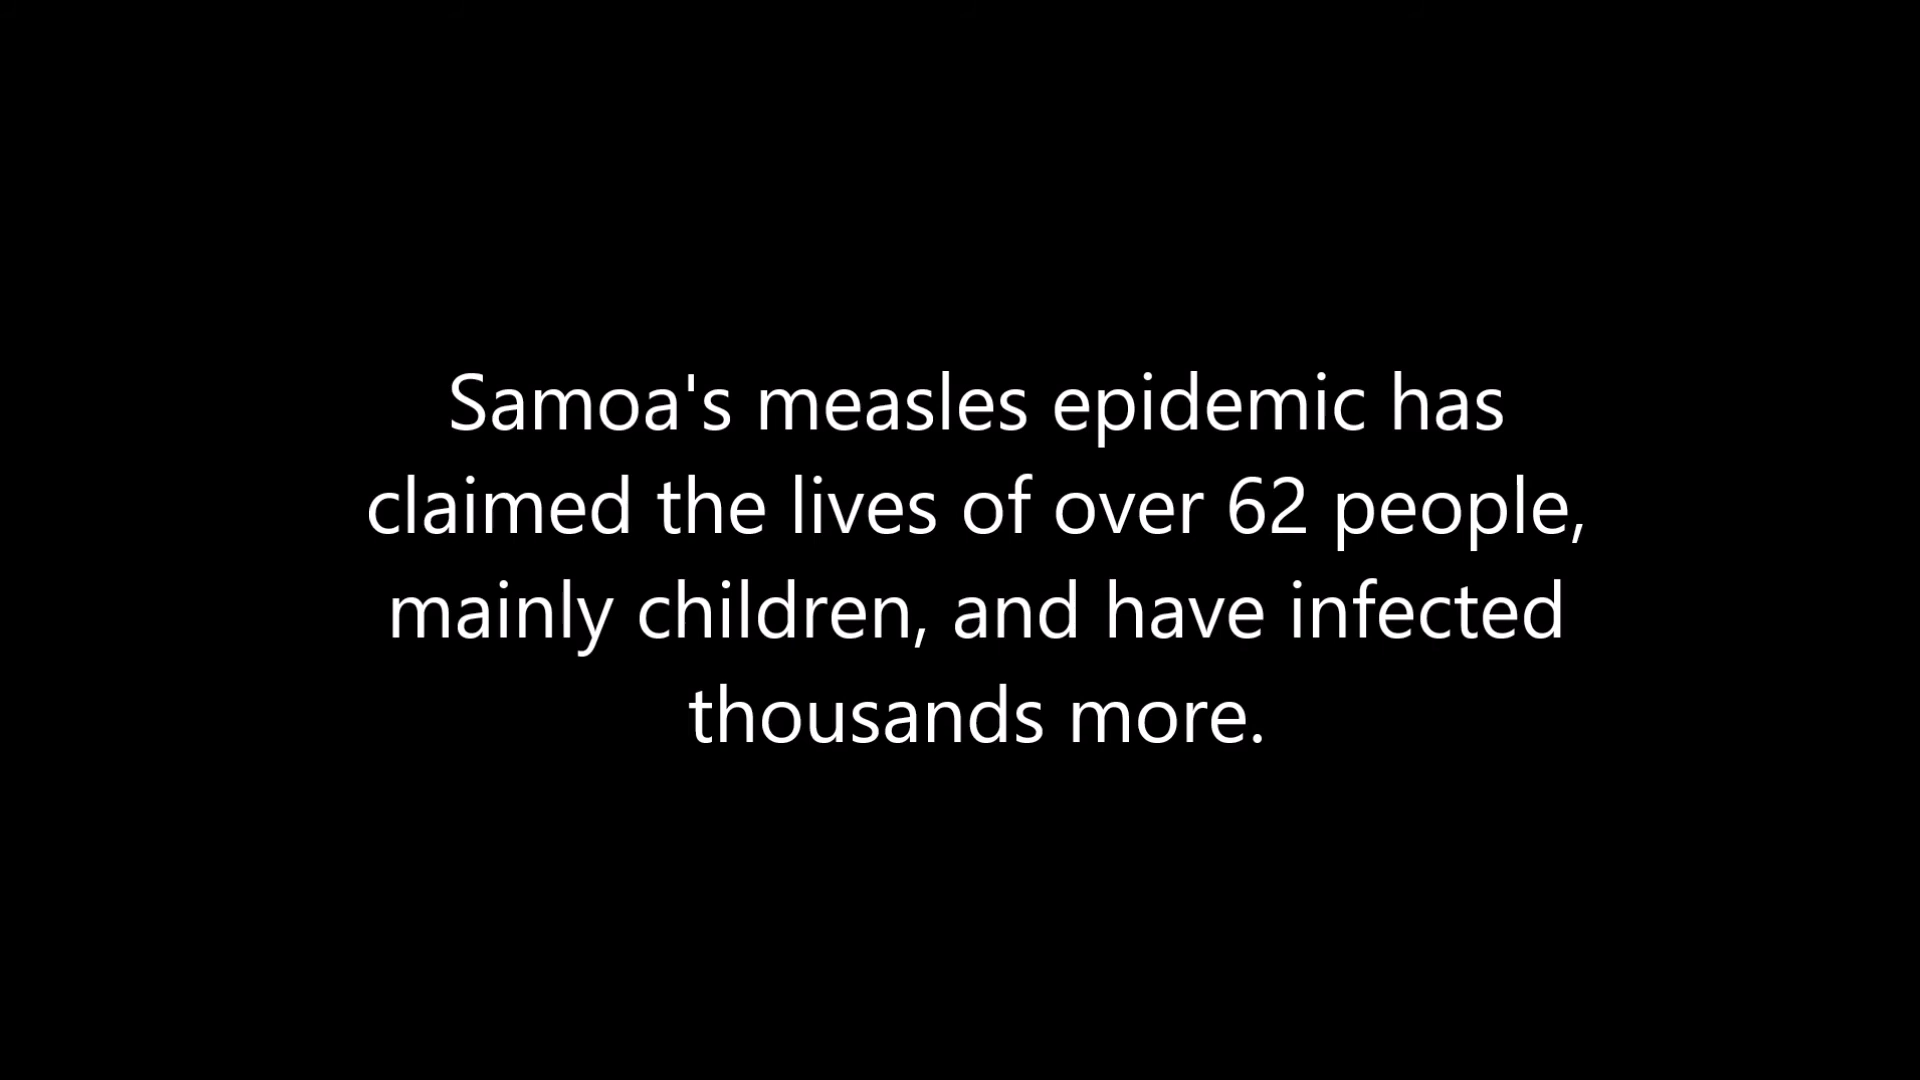 Samoa's measles epidemic has
claimed the lives of over 62 people,
mainly children, and have infected
thousands more.